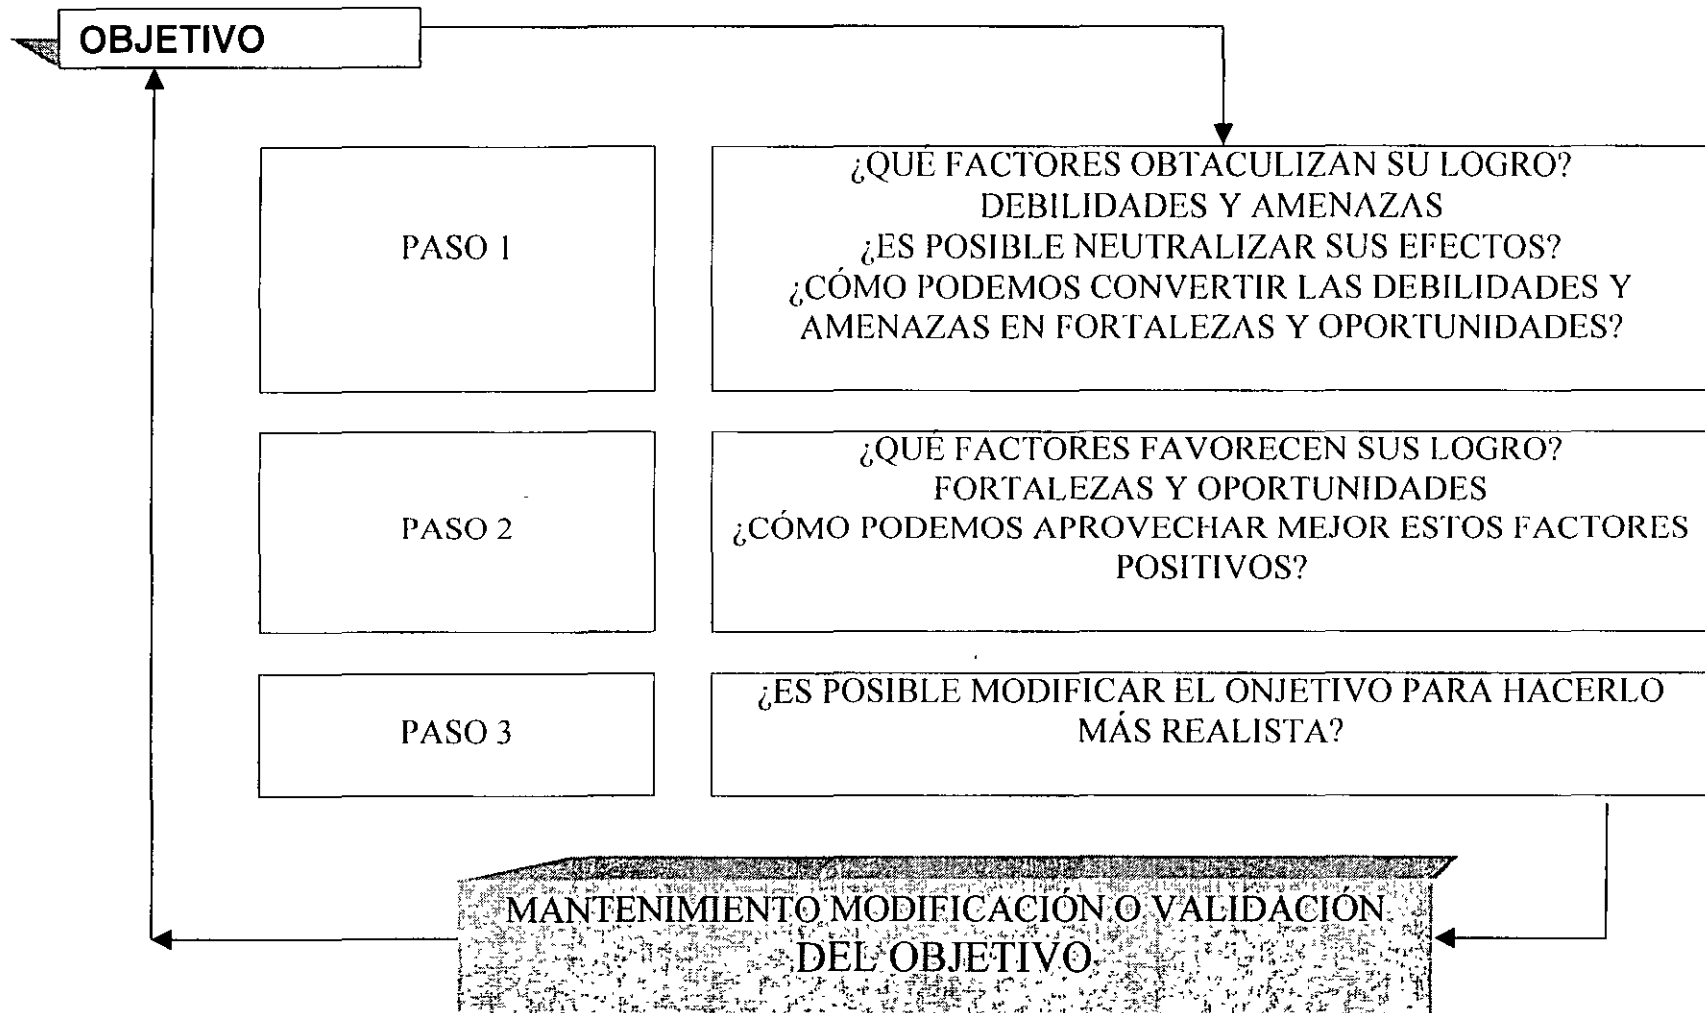 OBJETIVO
PASO 1
¿QUÉ FACTORES OBTACULIZAN SU LOGRO?
DEBILIDADES Y AMENAZAS
¿ES POSIBLE NEUTRALIZAR SUS EFECTOS?
¿CÓMO PODEMOS CONVERTIR LAS DEBILIDADES Y
AMENAZAS EN FORTALEZAS Y OPORTUNIDADES?
PASO 2
¿QUÉ FACTORES FAVORECEN SUS LOGRO?
FORTALEZAS Y OPORTUNIDADES
¿CÓMO PODEMOS APROVECHAR MEJOR ESTOS FACTORES
POSITIVOS?
PASO 3
¿ES POSIBLE MODIFICAR EL ONJETIVO PARA HACERLO
MÁS REALISTA?
MANTENIMIENTO MODIFICACIÓN O VALIDACIÓN
DEL OBJETIVO